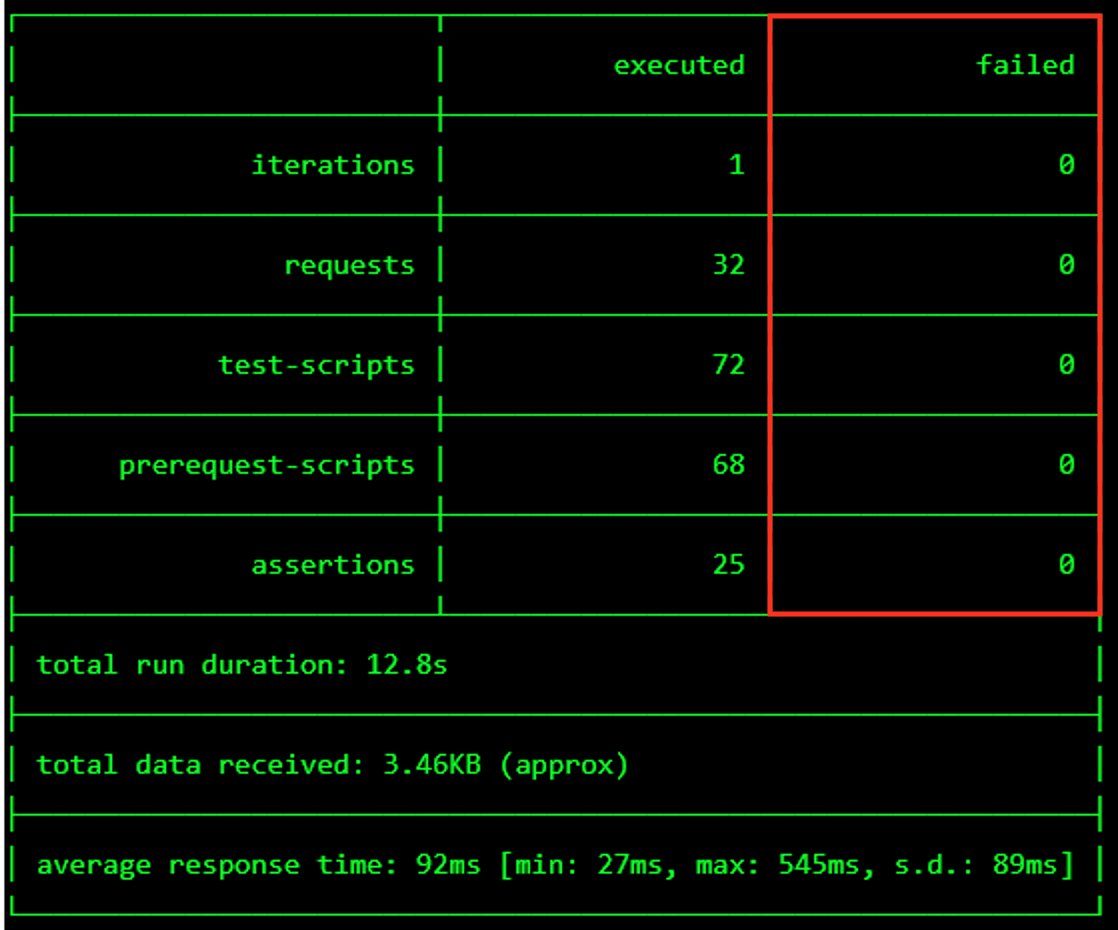 executed failed
iterations 1 0
requests 32 0
test-scripts 72 0
prerequest-scripts 68 0
assertions 25 0
total run duration: 12.8s
total data received: 3.46KB (approx)
average response time: 92ms [min: 27ms, max: 545ms, s.d.: 89ms]